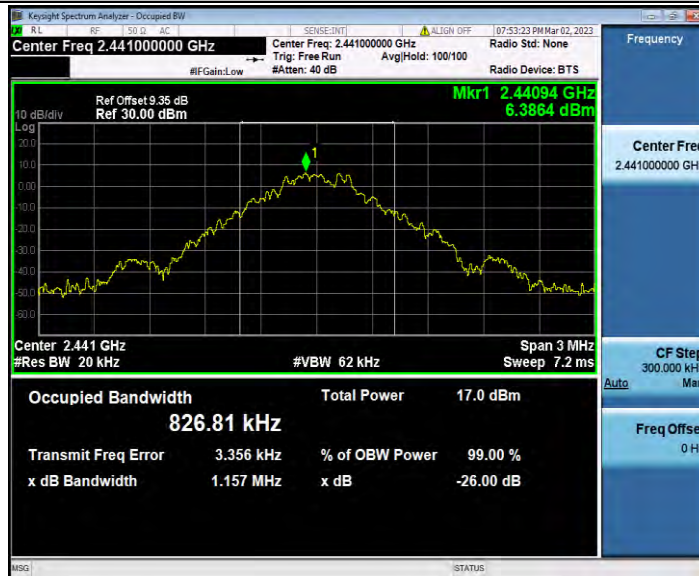 Keysight Spectrum Analyzer - Occupied BW
RL RF 50 Ω AC SENSE:INT ALIGN OFF 07:53:23 PM Mar 02, 2023
Center Freq 2.441000000 GHz
Center Freq: 2.441000000 GHz Radio Std: None
Trig: Free Run Avg|Hold: 100/100
#IFGain:Low #Atten: 40 dB Radio Device: BTS
Frequency
Ref Offset 9.35 dB Mkr1 2.44094 GHz
10 dB/div Ref 30.00 dBm 6.3864 dBm
Log
20.0
10.0
0.00
-10.0
-20.0
-30.0
-40.0
-50.0
-60.0
1
Center 2.441 GHz Span 3 MHz
#Res BW 20 kHz #VBW 62 kHz Sweep 7.2 ms
Center Freq
2.441000000 GH
CF Step
300.000 kH
Auto Ma
Freq Offse
0 H
Occupied Bandwidth Total Power 17.0 dBm
826.81 kHz
Transmit Freq Error 3.356 kHz % of OBW Power 99.00 %
x dB Bandwidth 1.157 MHz x dB -26.00 dB
MSG STATUS